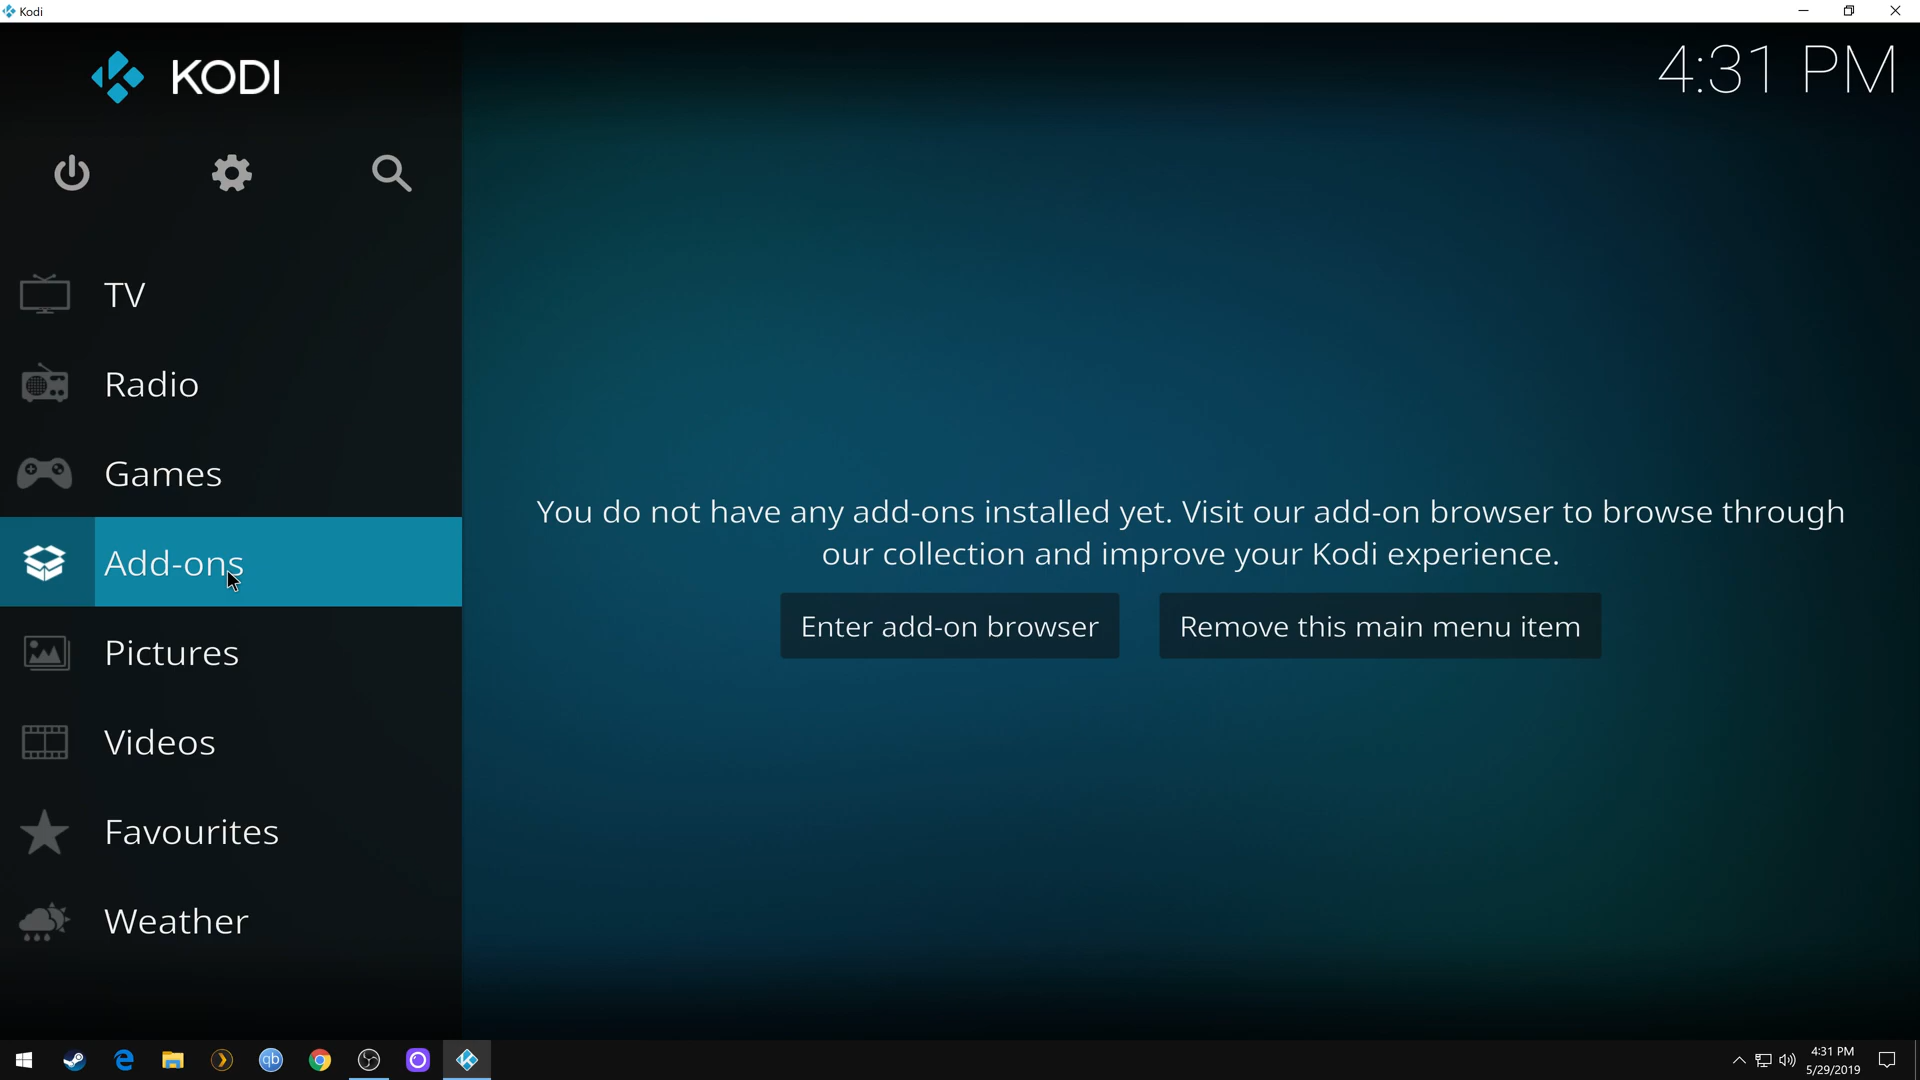 Kodi
KODI
4:31 PM
TV
Radio
Games
Add-ons
Pictures
Videos
Favourites
Weather
You do not have any add-ons installed yet. Visit our add-on browser to browse through
our collection and improve your Kodi experience.
Enter add-on browser
Remove this main menu item
qb
4:31 PM
5/29/2019